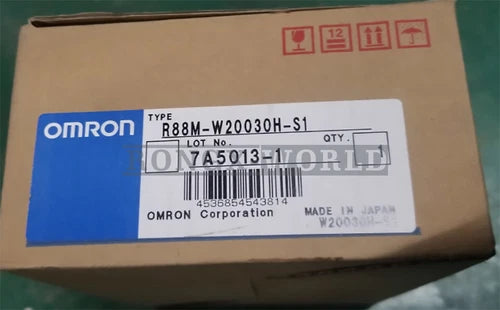 12
TYPE
OMRON
R88M-W20030H-S1
LOT No.
QTY.
7A5013-1
1
4536854543814
OMRON Corporation
MADE IN JAPAN
W20030H-S1